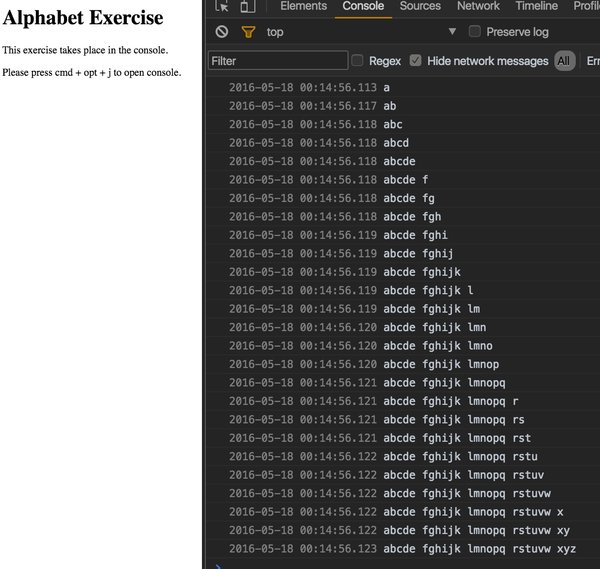 Alphabet Exercise
This exercise takes place in the console.
Please press cmd + opt + j to open console.
Elements Console Sources Network Timeline Profil
top Preserve log
Filter Regex Hide network messages All Err
2016-05-18 00:14:56.113 a
2016-05-18 00:14:56.117 ab
2016-05-18 00:14:56.118 abc
2016-05-18 00:14:56.118 abcd
2016-05-18 00:14:56.118 abcde
2016-05-18 00:14:56.118 abcde f
2016-05-18 00:14:56.118 abcde fg
2016-05-18 00:14:56.118 abcde fgh
2016-05-18 00:14:56.119 abcde fghi
2016-05-18 00:14:56.119 abcde fghij
2016-05-18 00:14:56.119 abcde fghijk
2016-05-18 00:14:56.119 abcde fghijk l
2016-05-18 00:14:56.119 abcde fghijk lm
2016-05-18 00:14:56.120 abcde fghijk lmn
2016-05-18 00:14:56.120 abcde fghijk lmno
2016-05-18 00:14:56.120 abcde fghijk lmnop
2016-05-18 00:14:56.121 abcde fghijk lmnopq
2016-05-18 00:14:56.121 abcde fghijk lmnopq r
2016-05-18 00:14:56.121 abcde fghijk lmnopq rs
2016-05-18 00:14:56.121 abcde fghijk lmnopq rst
2016-05-18 00:14:56.122 abcde fghijk lmnopq rstu
2016-05-18 00:14:56.122 abcde fghijk lmnopq rstuv
2016-05-18 00:14:56.122 abcde fghijk lmnopq rstuvw
2016-05-18 00:14:56.122 abcde fghijk lmnopq rstuvw x
2016-05-18 00:14:56.122 abcde fghijk lmnopq rstuvw xy
2016-05-18 00:14:56.123 abcde fghijk lmnopq rstuvw xyz